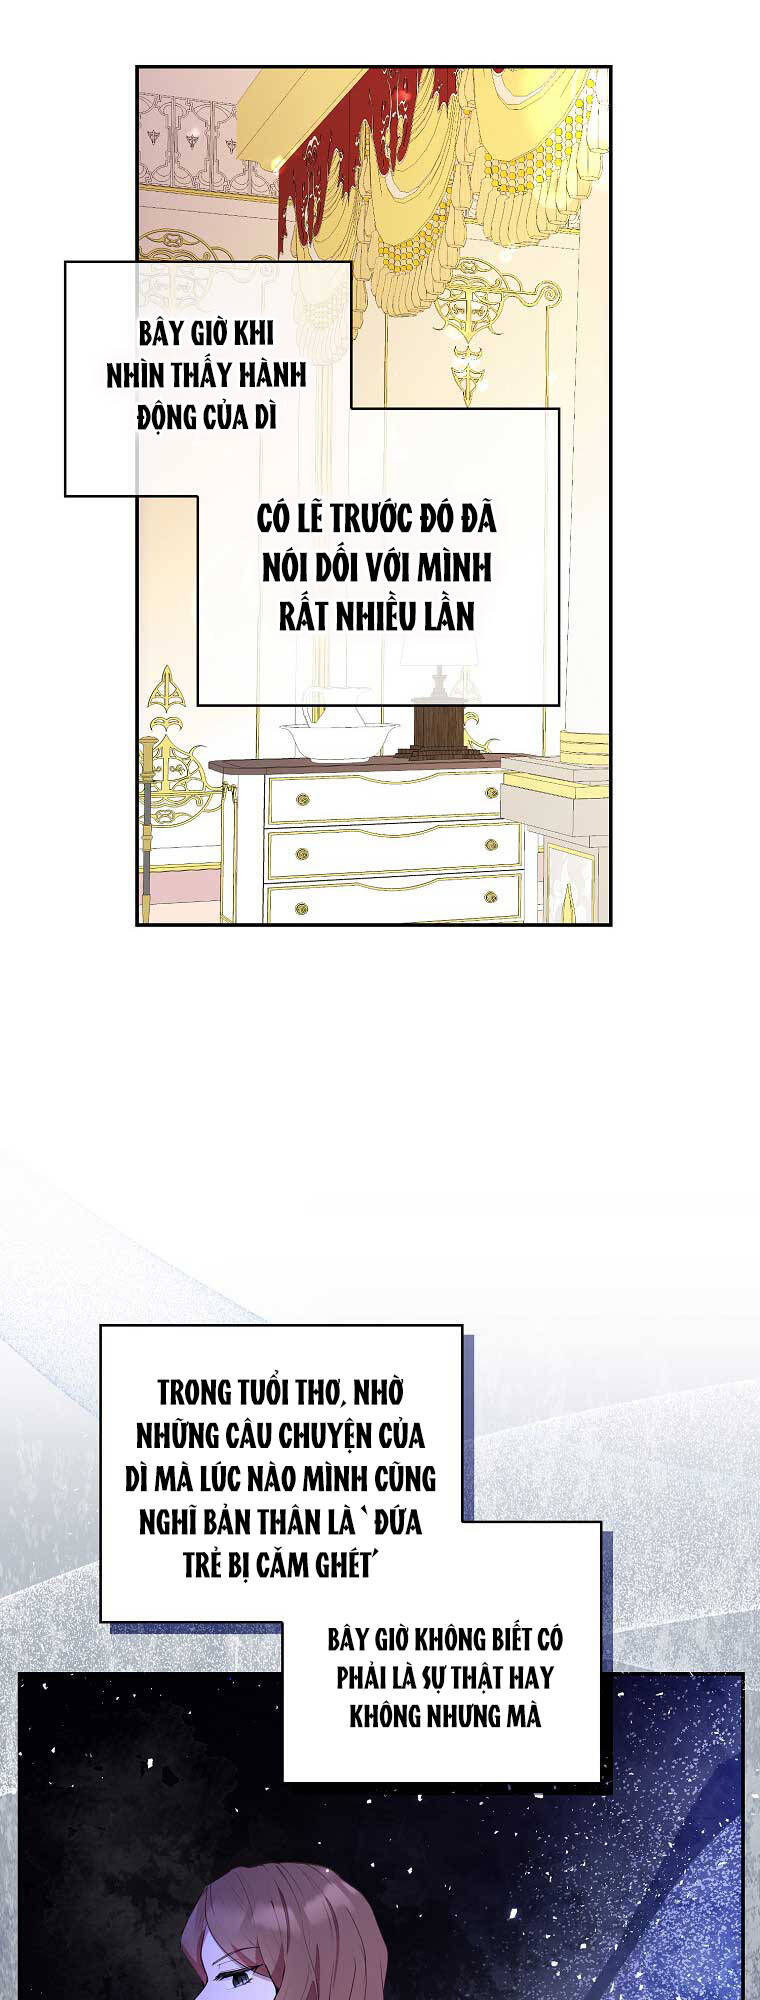 BÂY GIỜ KHI
NHÌN THẤY HÀNH
ĐỘNG CỦA DÌ
CÓ LẼ TRƯỚC ĐÓ ĐÃ
NÓI DỐI VỚI MÌNH
RẤT NHIỀU LẦN
TRONG TUỔI THƠ, NHỜ
NHỮNG CÂU CHUYỆN CỦA
DÌ MÀ LÚC NÀO MÌNH CŨNG
NGHĨ BẢN THÂN LÀ `ĐỨA
TRẺ BỊ CĂM GHÉT´
BÂY GIỜ KHÔNG BIẾT CÓ
PHẢI LÀ SỰ THẬT HAY
KHÔNG NHƯNG MÀ